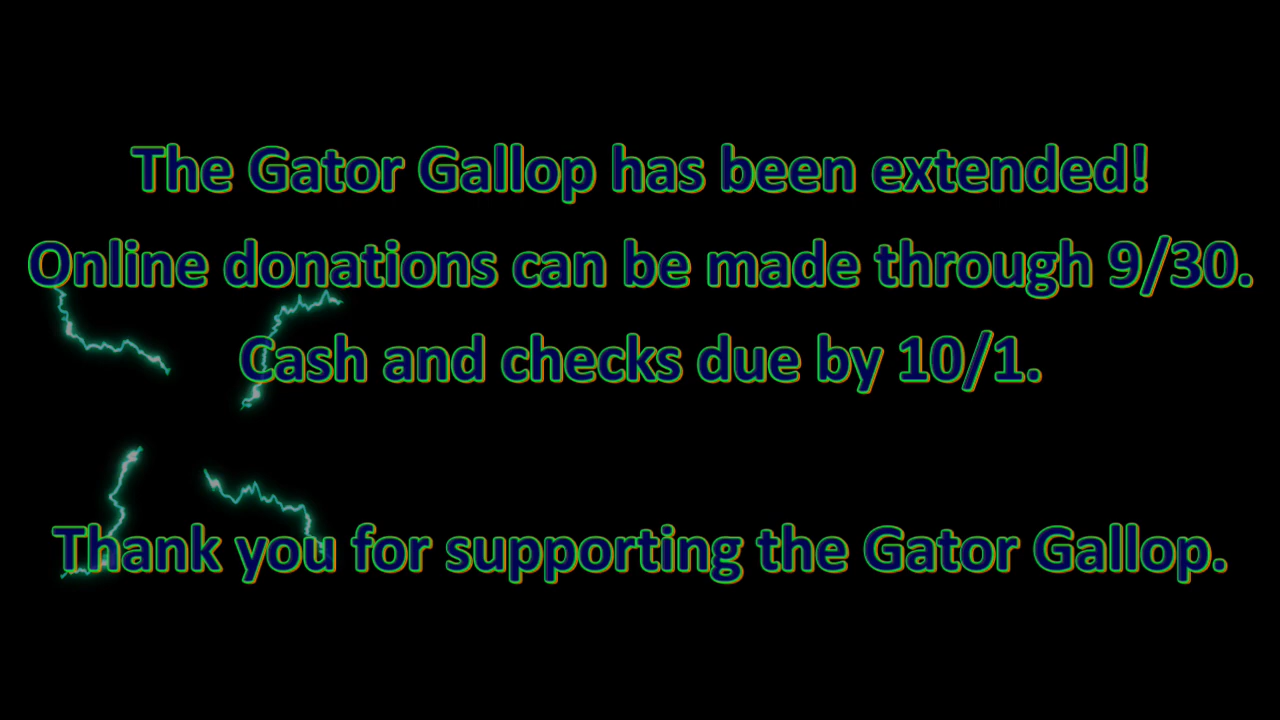 The Gator Gallop has been extended!
Online donations can be made through 9/30.
Cash and checks due by 10/1.
Thank you for supporting the Gator Gallop.